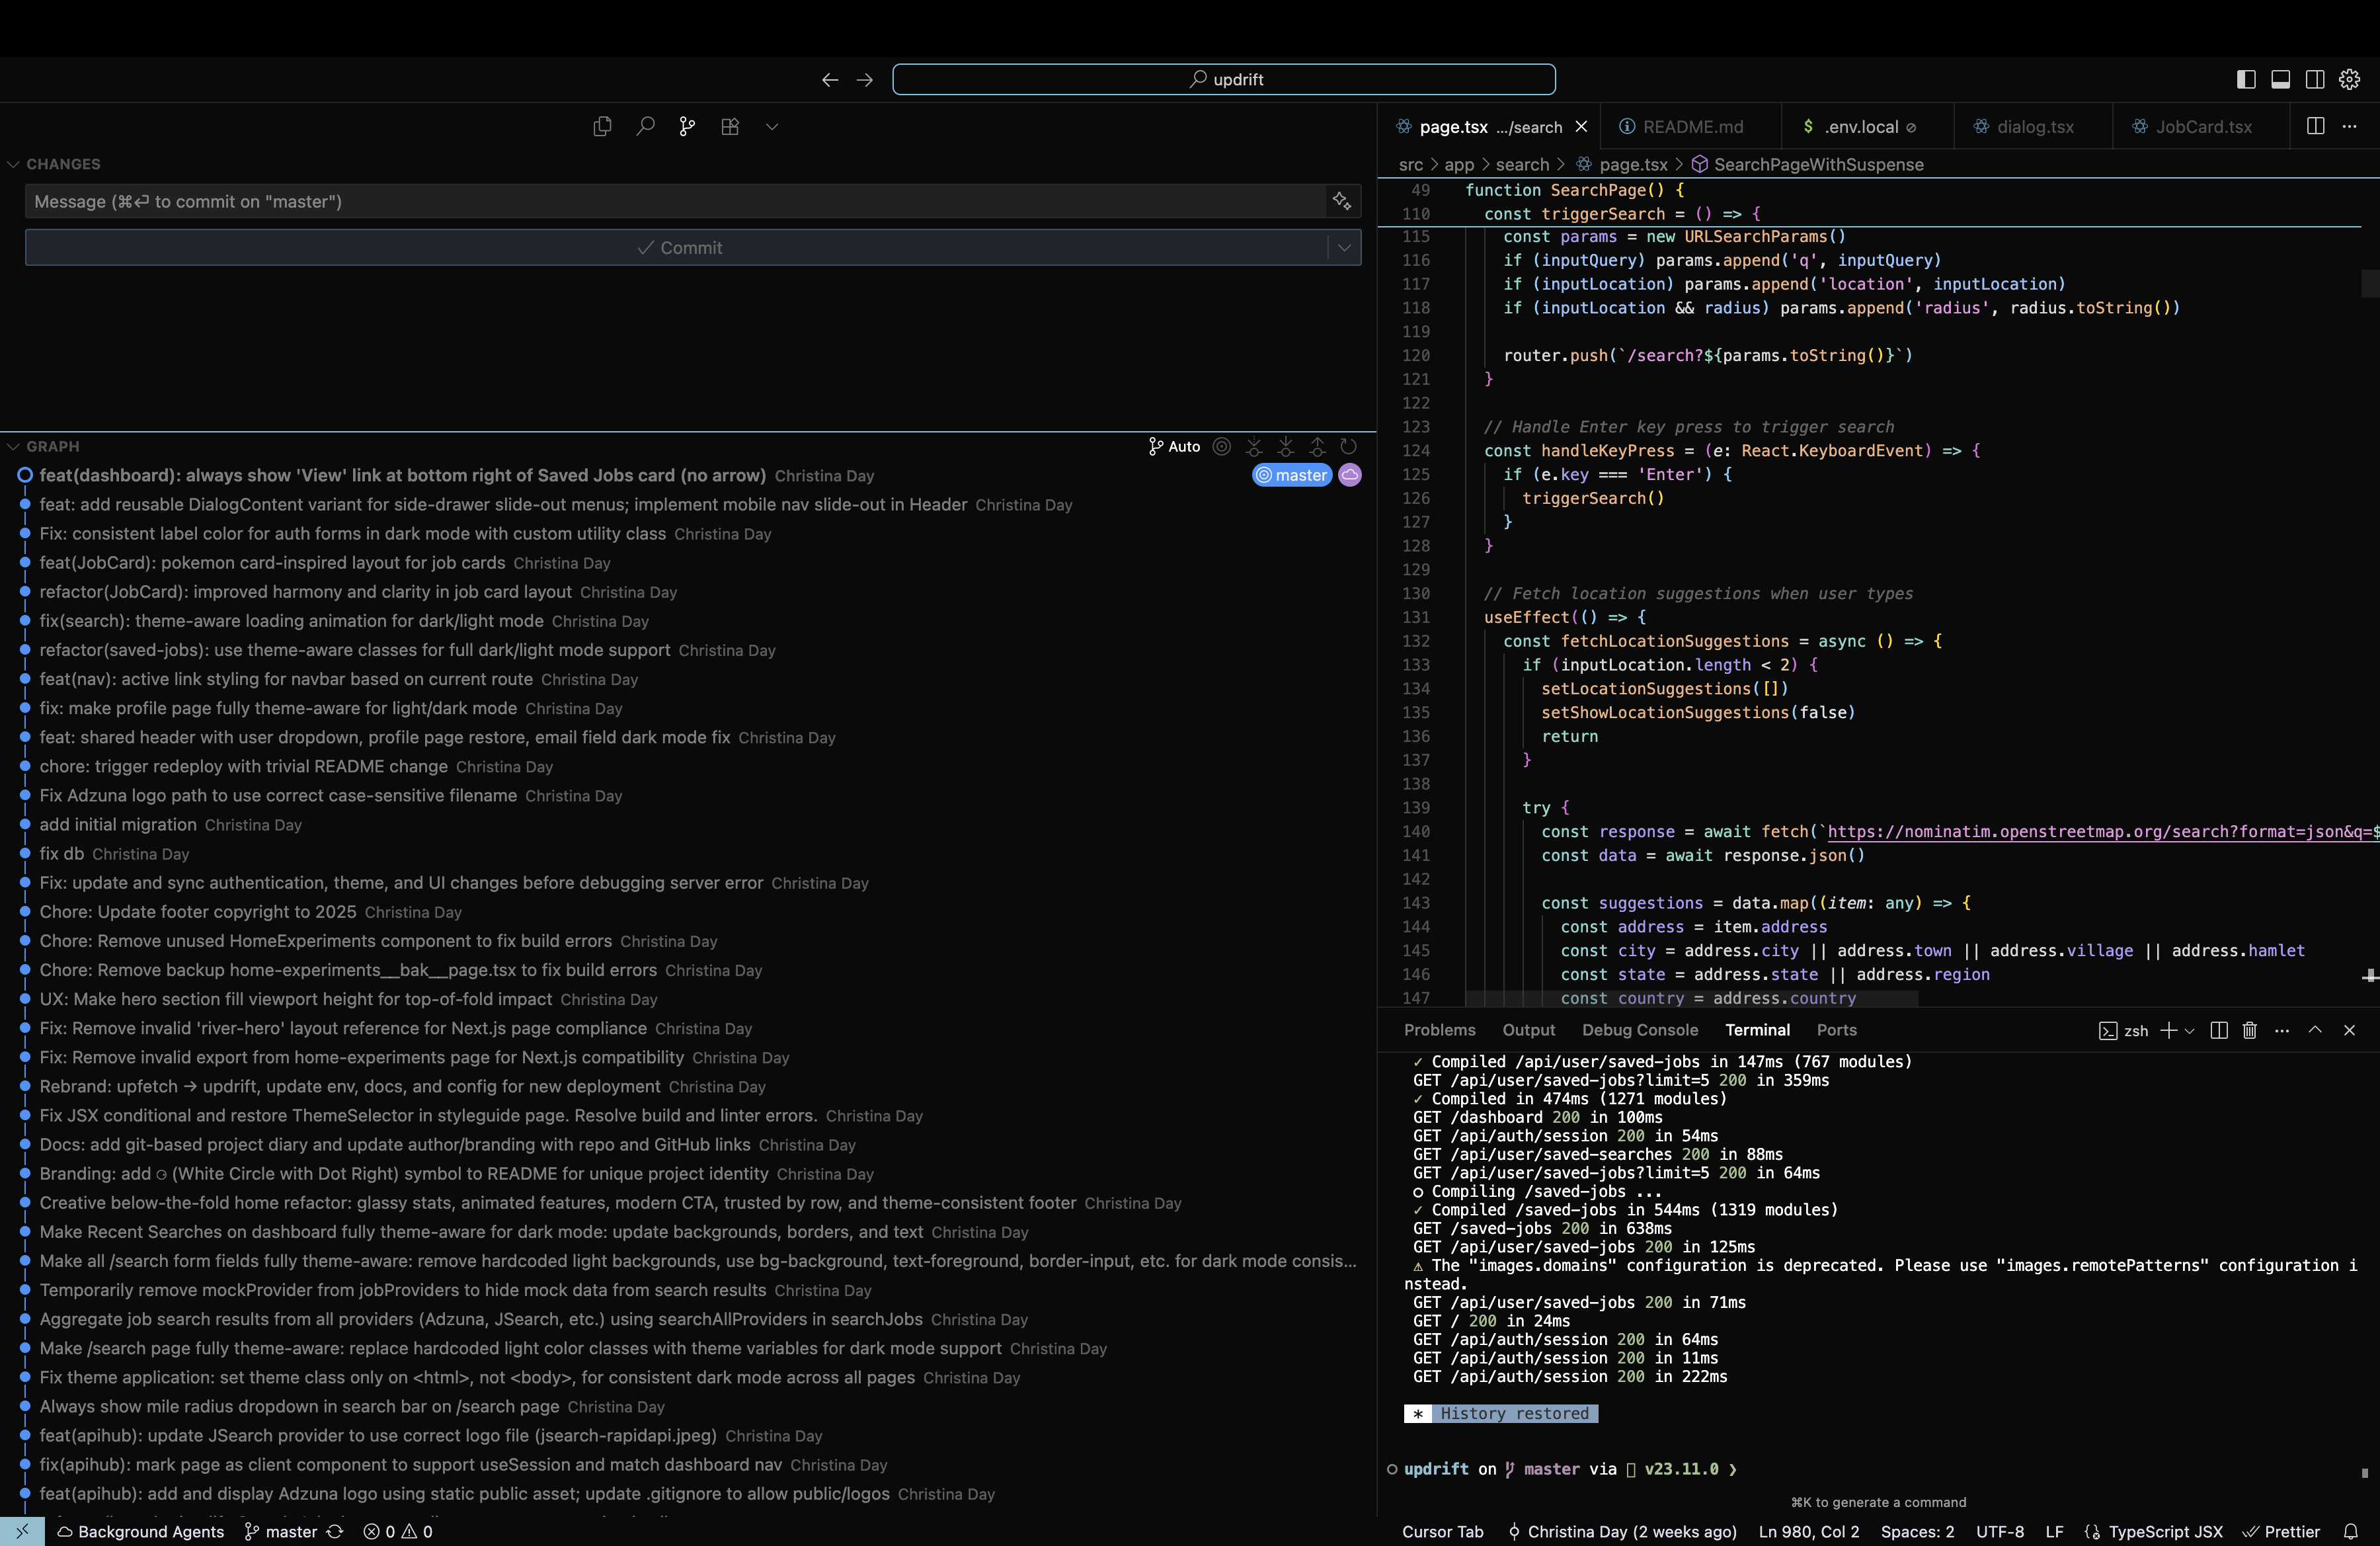 updrift
CHANGES
Message (⌘⏎ to commit on "master")
Commit
GRAPH
Auto
feat(dashboard): always show 'View' link at bottom right of Saved Jobs card (no arrow) Christina Day
master
feat: add reusable DialogContent variant for side-drawer slide-out menus; implement mobile nav slide-out in Header Christina Day
Fix: consistent label color for auth forms in dark mode with custom utility class Christina Day
feat(JobCard): pokemon card-inspired layout for job cards Christina Day
refactor(JobCard): improved harmony and clarity in job card layout Christina Day
fix(search): theme-aware loading animation for dark/light mode Christina Day
refactor(saved-jobs): use theme-aware classes for full dark/light mode support Christina Day
feat(nav): active link styling for navbar based on current route Christina Day
fix: make profile page fully theme-aware for light/dark mode Christina Day
feat: shared header with user dropdown, profile page restore, email field dark mode fix Christina Day
chore: trigger redeploy with trivial README change Christina Day
Fix Adzuna logo path to use correct case-sensitive filename Christina Day
add initial migration Christina Day
fix db Christina Day
Fix: update and sync authentication, theme, and UI changes before debugging server error Christina Day
Chore: Update footer copyright to 2025 Christina Day
Chore: Remove unused HomeExperiments component to fix build errors Christina Day
Chore: Remove backup home-experiments__bak__page.tsx to fix build errors Christina Day
UX: Make hero section fill viewport height for top-of-fold impact Christina Day
Fix: Remove invalid 'river-hero' layout reference for Next.js page compliance Christina Day
Fix: Remove invalid export from home-experiments page for Next.js compatibility Christina Day
Rebrand: upfetch → updrift, update env, docs, and config for new deployment Christina Day
Fix JSX conditional and restore ThemeSelector in styleguide page. Resolve build and linter errors. Christina Day
Docs: add git-based project diary and update author/branding with repo and GitHub links Christina Day
Branding: add ⚆ (White Circle with Dot Right) symbol to README for unique project identity Christina Day
Creative below-the-fold home refactor: glassy stats, animated features, modern CTA, trusted by row, and theme-consistent footer Christina Day
Make Recent Searches on dashboard fully theme-aware for dark mode: update backgrounds, borders, and text Christina Day
Make all /search form fields fully theme-aware: remove hardcoded light backgrounds, use bg-background, text-foreground, border-input, etc. for dark mode consis...
Temporarily remove mockProvider from jobProviders to hide mock data from search results Christina Day
Aggregate job search results from all providers (Adzuna, JSearch, etc.) using searchAllProviders in searchJobs Christina Day
Make /search page fully theme-aware: replace hardcoded light color classes with theme variables for dark mode support Christina Day
Fix theme application: set theme class only on <html>, not <body>, for consistent dark mode across all pages Christina Day
Always show mile radius dropdown in search bar on /search page Christina Day
feat(apihub): update JSearch provider to use correct logo file (jsearch-rapidapi.jpeg) Christina Day
fix(apihub): mark page as client component to support useSession and match dashboard nav Christina Day
feat(apihub): add and display Adzuna logo using static public asset; update .gitignore to allow public/logos Christina Day
page.tsx .../search
README.md
$ .env.local
dialog.tsx
JobCard.tsx
src > app > search > page.tsx > SearchPageWithSuspense
49 function SearchPage() {
110 const triggerSearch = () => {
115 const params = new URLSearchParams()
116 if (inputQuery) params.append('q', inputQuery)
117 if (inputLocation) params.append('location', inputLocation)
118 if (inputLocation && radius) params.append('radius', radius.toString())
119
120 router.push(`/search?${params.toString()}`)
121 }
122
123 // Handle Enter key press to trigger search
124 const handleKeyPress = (e: React.KeyboardEvent) => {
125 if (e.key === 'Enter') {
126 triggerSearch()
127 }
128 }
129
130 // Fetch location suggestions when user types
131 useEffect(() => {
132 const fetchLocationSuggestions = async () => {
133 if (inputLocation.length < 2) {
134 setLocationSuggestions([])
135 setShowLocationSuggestions(false)
136 return
137 }
138
139 try {
140 const response = await fetch(`https://nominatim.openstreetmap.org/search?format=json&q=$
141 const data = await response.json()
142
143 const suggestions = data.map((item: any) => {
144 const address = item.address
145 const city = address.city || address.town || address.village || address.hamlet
146 const state = address.state || address.region
147 const country = address.country
Problems Output Debug Console Terminal Ports
zsh
✓ Compiled /api/user/saved-jobs in 147ms (767 modules)
GET /api/user/saved-jobs?limit=5 200 in 359ms
✓ Compiled in 474ms (1271 modules)
GET /dashboard 200 in 100ms
GET /api/auth/session 200 in 54ms
GET /api/user/saved-searches 200 in 88ms
GET /api/user/saved-jobs?limit=5 200 in 64ms
○ Compiling /saved-jobs ...
✓ Compiled /saved-jobs in 544ms (1319 modules)
GET /saved-jobs 200 in 638ms
GET /api/user/saved-jobs 200 in 125ms
⚠ The "images.domains" configuration is deprecated. Please use "images.remotePatterns" configuration i
nstead.
GET /api/user/saved-jobs 200 in 71ms
GET / 200 in 24ms
GET /api/auth/session 200 in 64ms
GET /api/auth/session 200 in 11ms
GET /api/auth/session 200 in 222ms
* History restored
updrift on master via v23.11.0 ❯
⌘K to generate a command
Background Agents master 0 0
Cursor Tab Christina Day (2 weeks ago) Ln 980, Col 2 Spaces: 2 UTF-8 LF TypeScript JSX Prettier